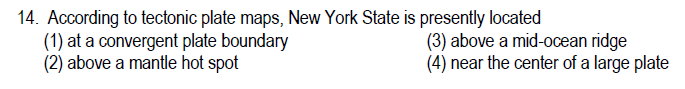 14. According to tectonic plate maps, New York State is presently located
(1) at a convergent plate boundary (3) above a mid-ocean ridge
(2) above a mantle hot spot (4) near the center of a large plate